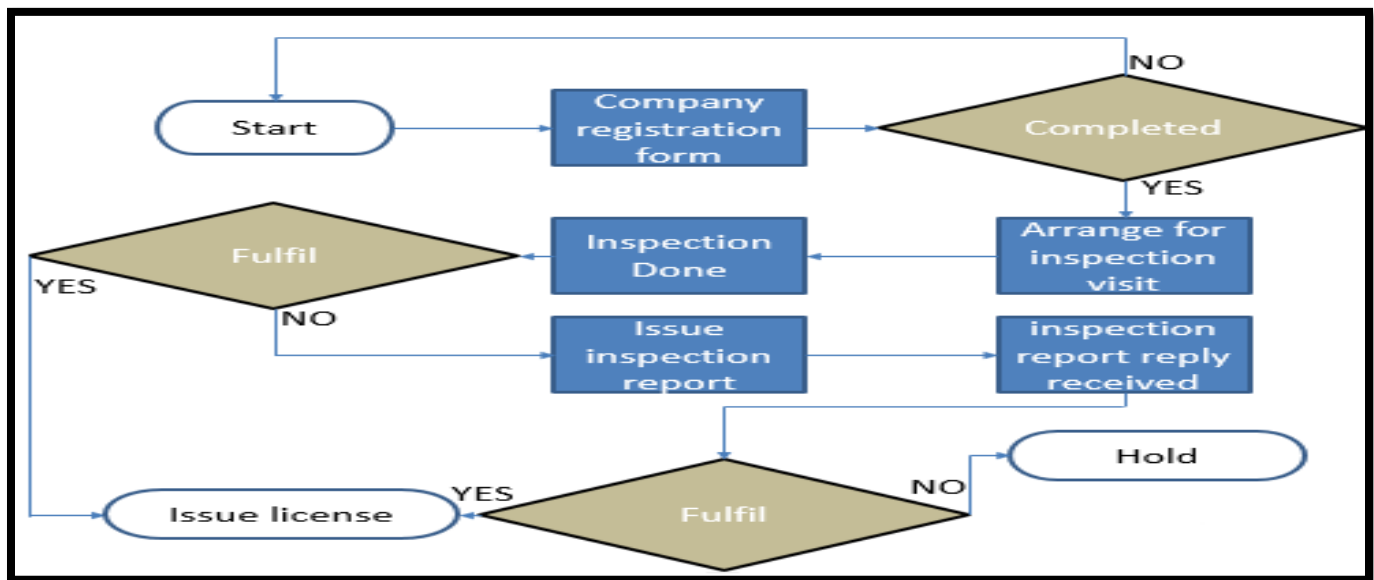 NO
Start
Company
registration
form
Completed
YES
Fulfil
Inspection
Done
Arrange for
inspection
visit
YES
NO
Issue
inspection
report
inspection
report reply
received
Hold
YES
NO
Issue license
Fulfil